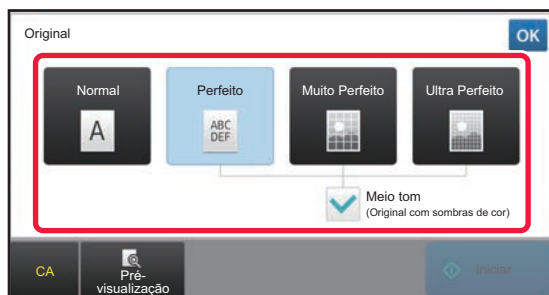 Original
OK
Normal
Perfeito
Muito Perfeito
Ultra Perfeito
A
ABC
DEF
Meio tom
(Original com sombras de cor)
CA
Pré-
visualização
Iniciar